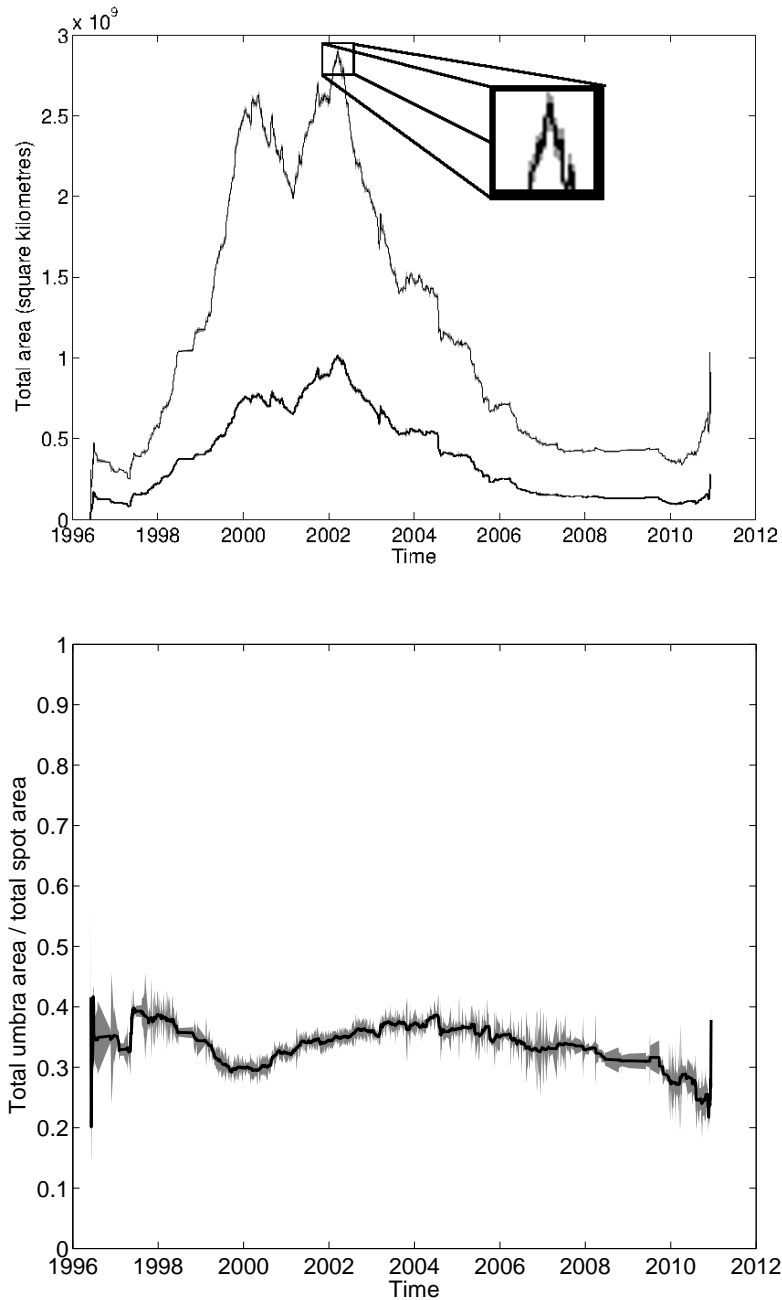 x 10⁹
3
2.5
2
1.5
1
0.5
0
Total area (square kilometres)
1996 1998 2000 2002 2004 2006 2008 2010 2012
Time
1
0.9
0.8
0.7
0.6
0.5
0.4
0.3
0.2
0.1
0
Total umbra area / total spot area
1996 1998 2000 2002 2004 2006 2008 2010 2012
Time